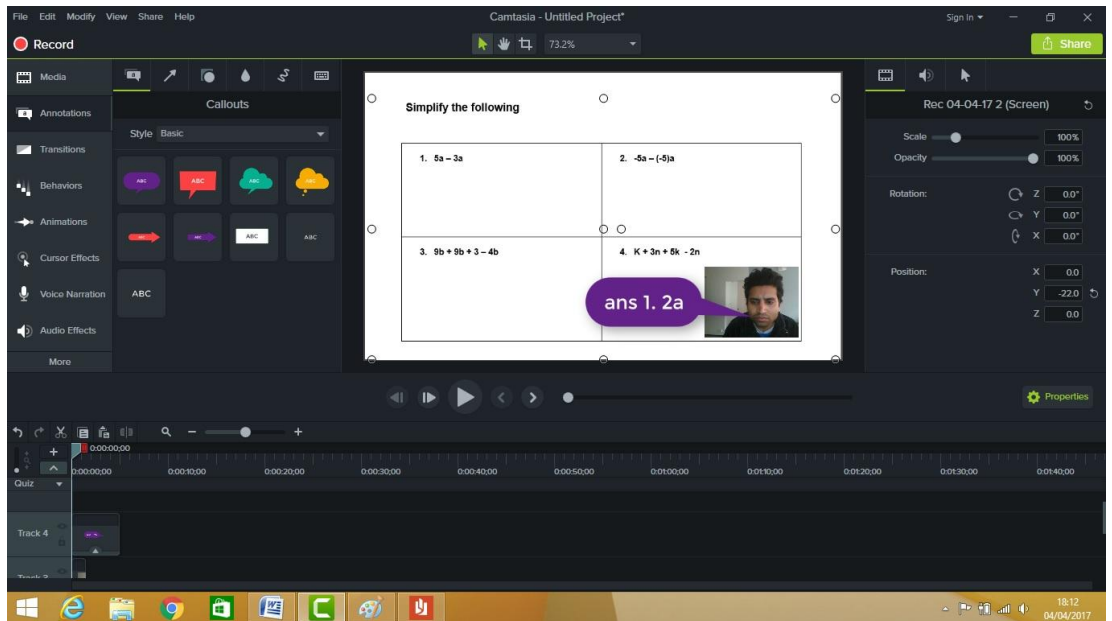 File Edit Modify View Share Help
Camtasia - Untitled Project*
Sign In
Record
73.2%
Share
Media
Annotations
Transitions
Behaviors
Animations
Cursor Effects
Voice Narration
Audio Effects
More
Callouts
Style Basic
ABC ABC ABC ABC
ABC ABC
ABC
Simplify the following
1. 5a – 3a
2. -5a – (-5)a
3. 9b + 9b + 3 – 4b
4. K + 3n + 5k - 2n
ans 1. 2a
Rec 04-04-17 2 (Screen)
Scale 100%
Opacity 100%
Rotation: Z 0.0°
Y 0.0°
X 0.0°
Position: X 0.0
Y -22.0
Z 0.0
Properties
0:00:00;00
0:00:00;00 0:00:10;00 0:00:20;00 0:00:30;00 0:00:40;00 0:00:50;00 0:01:00;00 0:01:10;00 0:01:20;00 0:01:30;00 0:01:40;00
Quiz
Track 4
18:12
04/04/2017